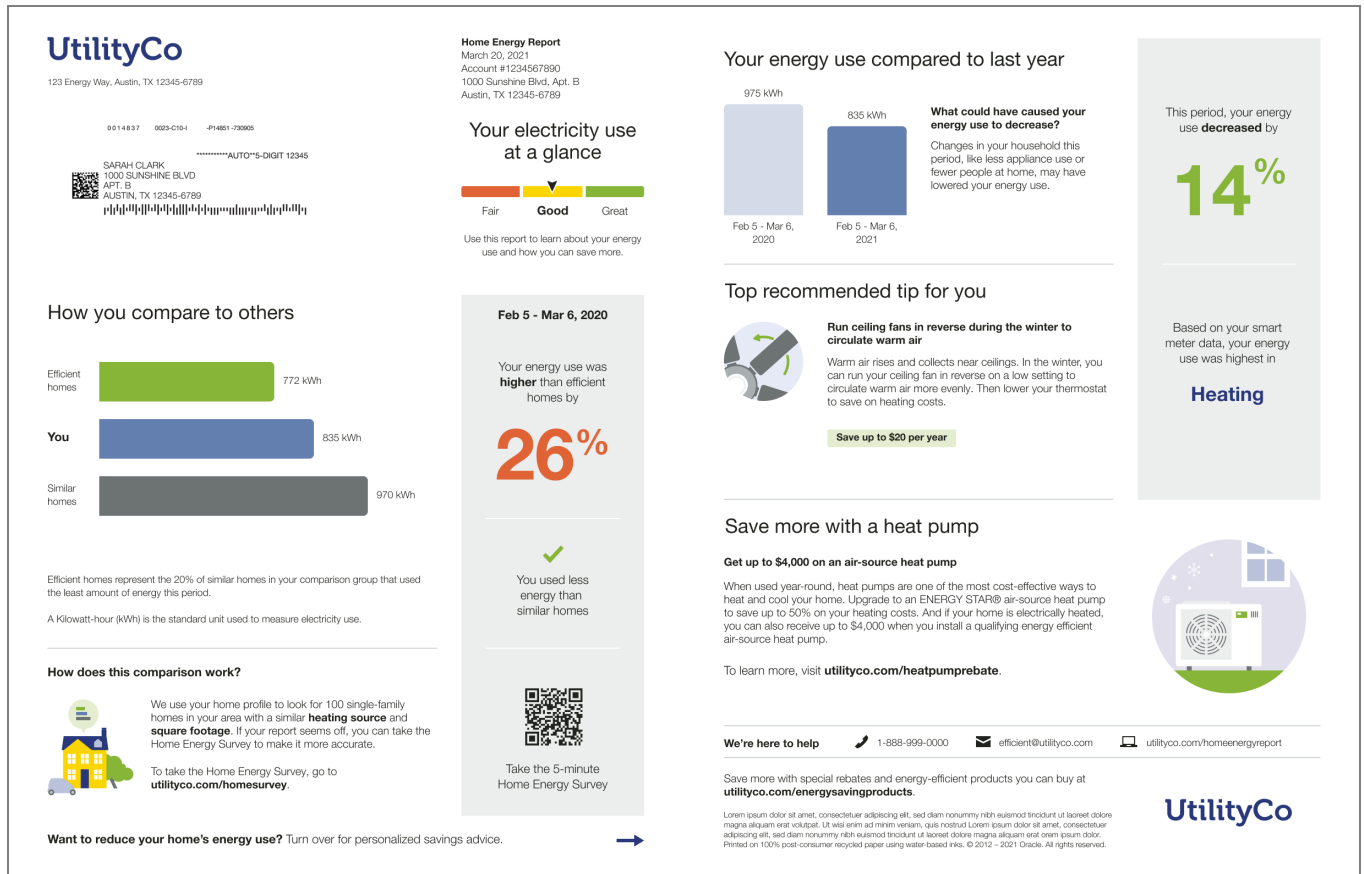 UtilityCo
123 Energy Way, Austin, TX 12345-6789
Home Energy Report
March 20, 2021
Account #1234567890
1000 Sunshine Blvd, Apt. B
Austin, TX 12345-6789
0 0 1 4 8 3 7 0023-C10-I -P14851 -730905
***********AUTO**5-DIGIT 12345
SARAH CLARK
1000 SUNSHINE BLVD
APT. B
AUSTIN, TX 12345-6789
Your electricity use
at a glance
Fair Good Great
Use this report to learn about your energy
use and how you can save more.
How you compare to others
Efficient
homes
772 kWh
You
835 kWh
Similar
homes
970 kWh
Efficient homes represent the 20% of similar homes in your comparison group that used
the least amount of energy this period.
A Kilowatt-hour (kWh) is the standard unit used to measure electricity use.
How does this comparison work?
We use your home profile to look for 100 single-family
homes in your area with a similar heating source and
square footage. If your report seems off, you can take the
Home Energy Survey to make it more accurate.
To take the Home Energy Survey, go to
utilityco.com/homesurvey.
Feb 5 - Mar 6, 2020
Your energy use was
higher than efficient
homes by
26%
You used less
energy than
similar homes
Take the 5-minute
Home Energy Survey
Want to reduce your home's energy use? Turn over for personalized savings advice.
Your energy use compared to last year
975 kWh
Feb 5 - Mar 6,
2020
835 kWh
Feb 5 - Mar 6,
2021
What could have caused your
energy use to decrease?
Changes in your household this
period, like less appliance use or
fewer people at home, may have
lowered your energy use.
This period, your energy
use decreased by
14%
Based on your smart
meter data, your energy
use was highest in
Heating
Top recommended tip for you
Run ceiling fans in reverse during the winter to
circulate warm air
Warm air rises and collects near ceilings. In the winter, you
can run your ceiling fan in reverse on a low setting to
circulate warm air more evenly. Then lower your thermostat
to save on heating costs.
Save up to $20 per year
Save more with a heat pump
Get up to $4,000 on an air-source heat pump
When used year-round, heat pumps are one of the most cost-effective ways to
heat and cool your home. Upgrade to an ENERGY STAR® air-source heat pump
to save up to 50% on your heating costs. And if your home is electrically heated,
you can also receive up to $4,000 when you install a qualifying energy efficient
air-source heat pump.
To learn more, visit utilityco.com/heatpumprebate.
We're here to help 1-888-999-0000 efficient@utilityco.com utilityco.com/homeenergyreport
Save more with special rebates and energy-efficient products you can buy at
utilityco.com/energysavingproducts.
Lorem ipsum dolor sit amet, consectetuer adipiscing elit, sed diam nonummy nibh euismod tincidunt ut laoreet dolore
magna aliquam erat volutpat. Ut wisi enim ad minim veniam, quis nostrud Lorem ipsum dolor sit amet, consectetuer
adipiscing elit, sed diam nonummy nibh euismod tincidunt ut laoreet dolore magna aliquam erat orem ipsum dolor.
Printed on 100% post-consumer recycled paper using water-based inks. © 2012 – 2021 Oracle. All rights reserved.
UtilityCo